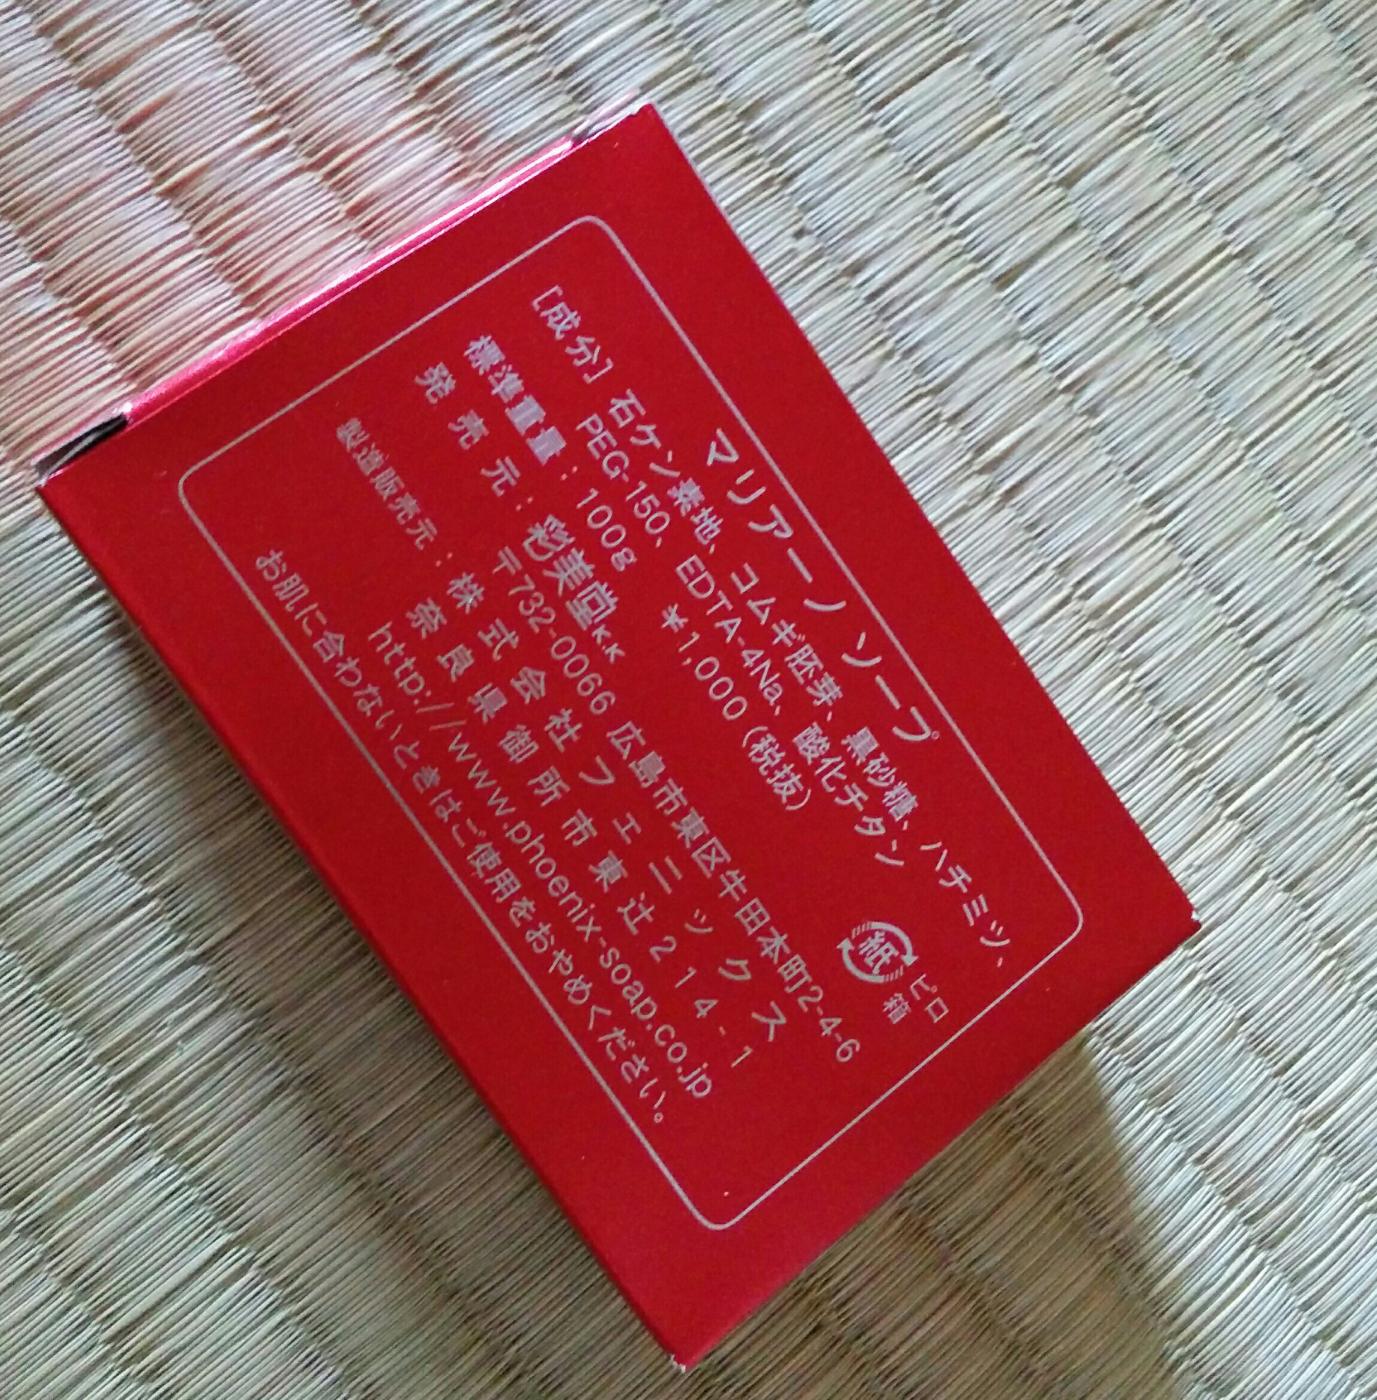 マリアーノ ソープ
[成分] 石ケン素地、コムギ胚芽、黒砂糖、ハチミツ、
PEG-150、EDTA-4Na、酸化チタン
標準重量：100g ¥1,000（税抜）
発売元：彩美堂K.K
〒732-0066 広島市東区牛田本町2-4-6
製造販売元：株式会社フェニックス
奈良県御所市東辻214-1
http://www.phoenix-soap.co.jp
お肌に合わないときはご使用をおやめください。
紙
ピロ
箱